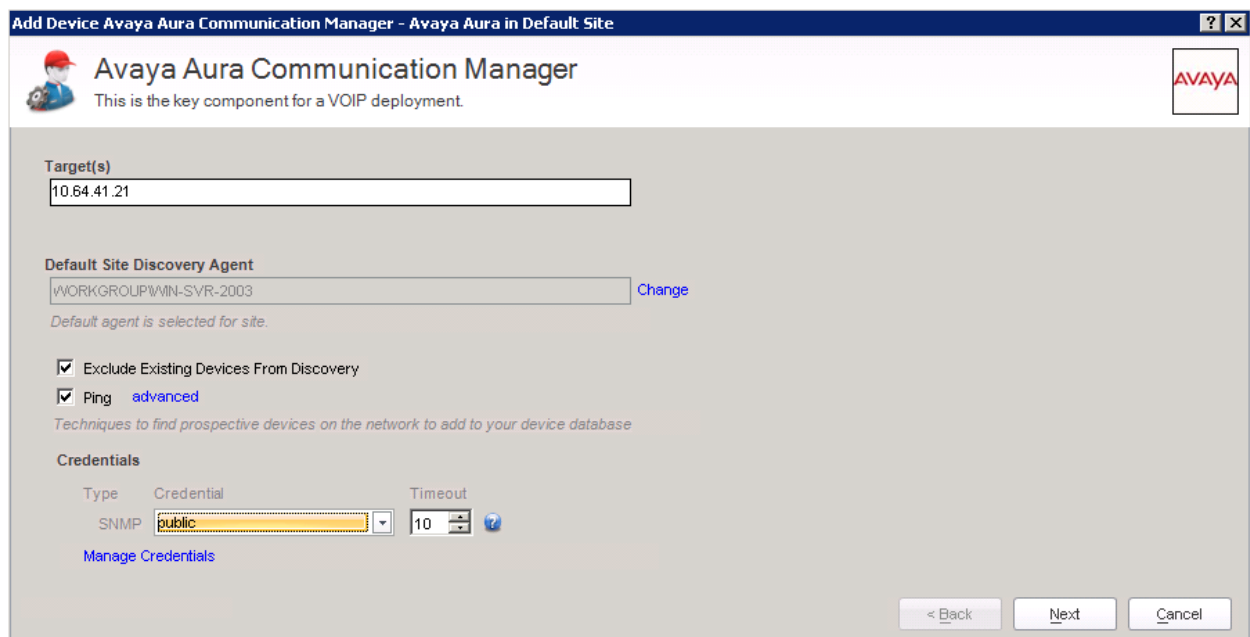 Add Device Avaya Aura Communication Manager - Avaya Aura in Default Site
Avaya Aura Communication Manager
This is the key component for a VOIP deployment.
AVAYA
Target(s)
10.64.41.21
Default Site Discovery Agent
WORKGROUP\WIN-SVR-2003 Change
Default agent is selected for site.
Exclude Existing Devices From Discovery
Ping advanced
Techniques to find prospective devices on the network to add to your device database
Credentials
Type Credential Timeout
SNMP public 10
Manage Credentials
< Back Next Cancel